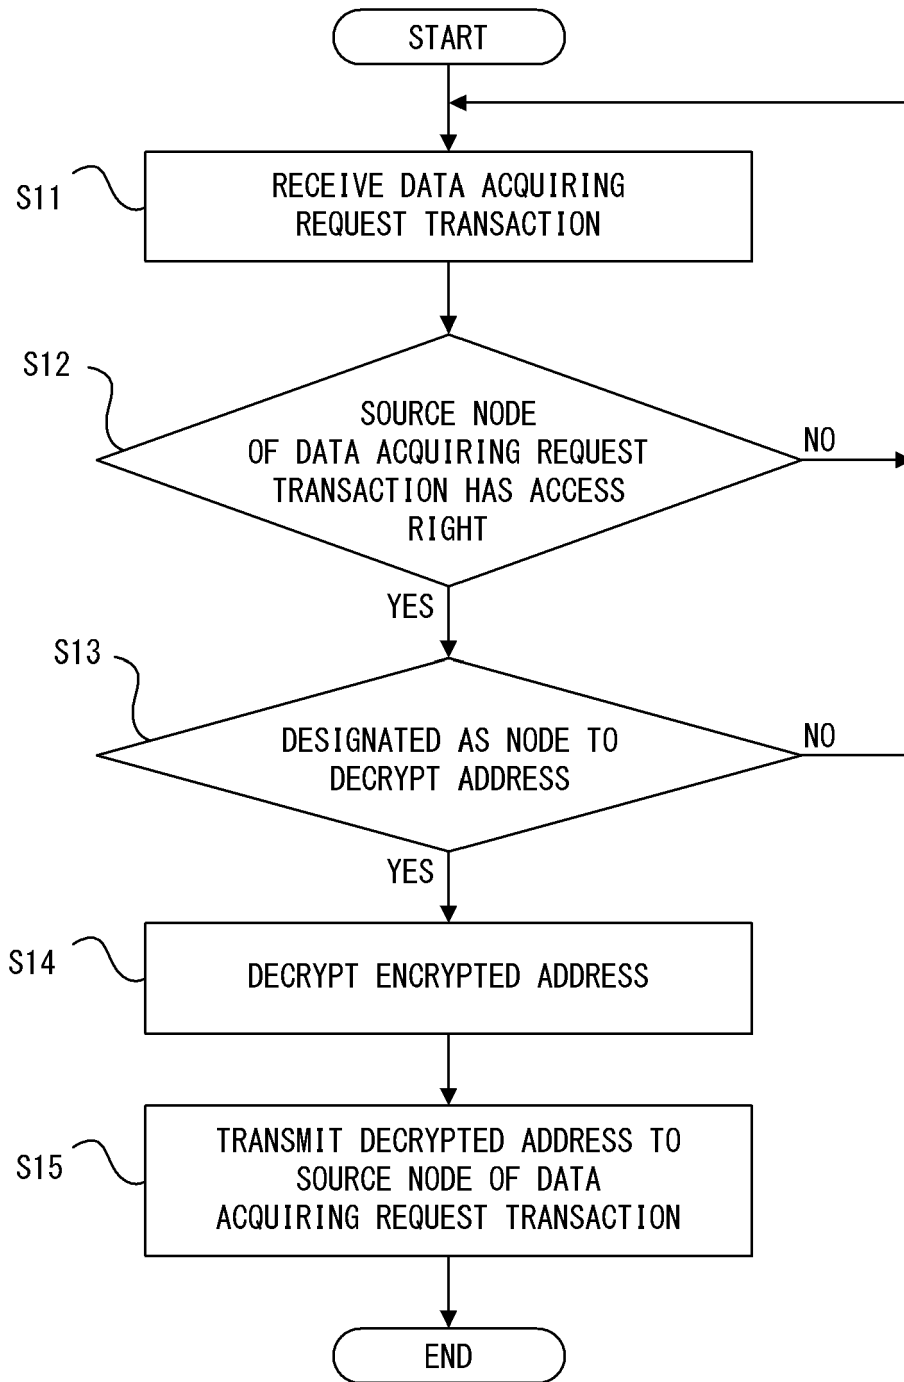 START
S11
RECEIVE DATA ACQUIRING
REQUEST TRANSACTION
S12
SOURCE NODE
OF DATA ACQUIRING REQUEST
TRANSACTION HAS ACCESS
RIGHT
NO
YES
S13
DESIGNATED AS NODE TO
DECRYPT ADDRESS
NO
YES
S14
DECRYPT ENCRYPTED ADDRESS
S15
TRANSMIT DECRYPTED ADDRESS TO
SOURCE NODE OF DATA
ACQUIRING REQUEST TRANSACTION
END